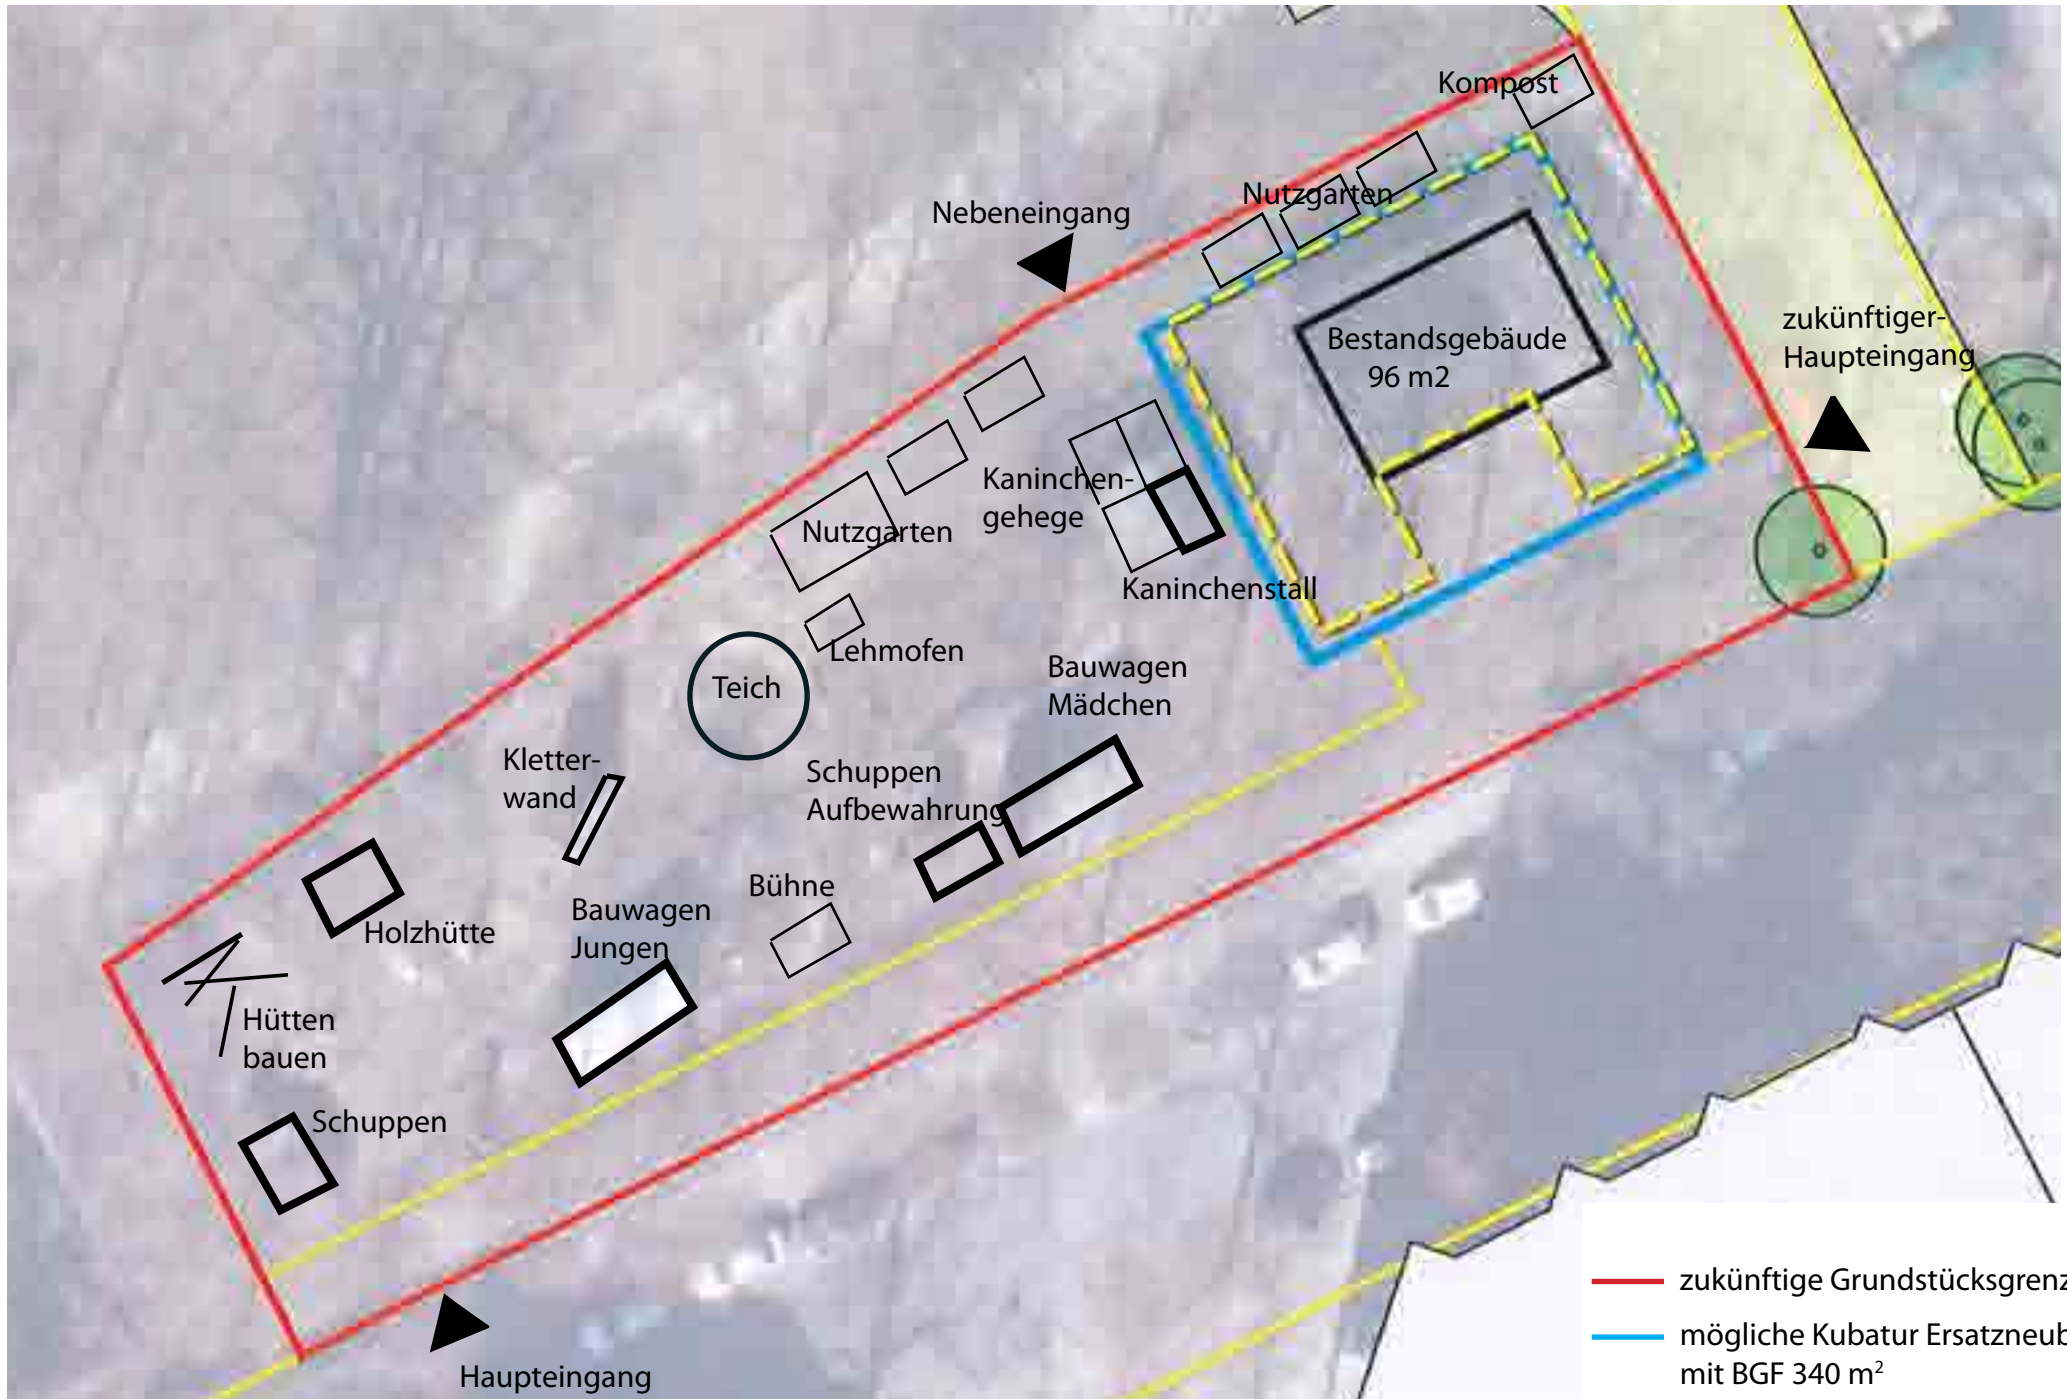 Kompost
Nutzgarten
Nebeneingang
zukünftiger-
Haupteingang
Bestandsgebäude
96 m2
Kaninchen-
gehege
Nutzgarten
Kaninchenstall
Lehmofen
Teich
Bauwagen
Mädchen
Kletter-
wand
Schuppen
Aufbewahrung
Bühne
Bauwagen
Jungen
Holzhütte
Hütten
bauen
Schuppen
Haupteingang
zukünftige Grundstücksgrenz
mögliche Kubatur Ersatzneub
mit BGF 340 m²